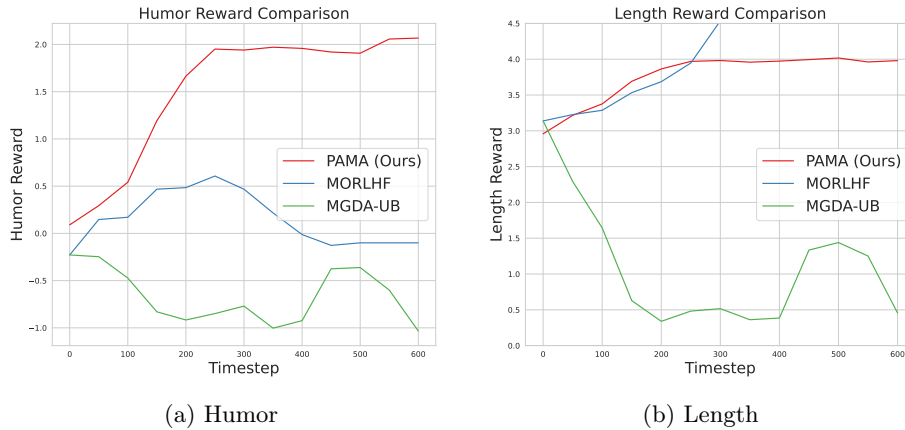 Humor Reward Comparison
2.0
1.5
1.0
0.5
0.0
−0.5
−1.0
Humor Reward
PAMA (Ours)
MORLHF
MGDA-UB
0 100 200 300 400 500 600
Timestep
(a) Humor
Length Reward Comparison
4.5
4.0
3.5
3.0
2.5
2.0
1.5
1.0
0.5
0.0
Length Reward
PAMA (Ours)
MORLHF
MGDA-UB
0 100 200 300 400 500 600
Timestep
(b) Length